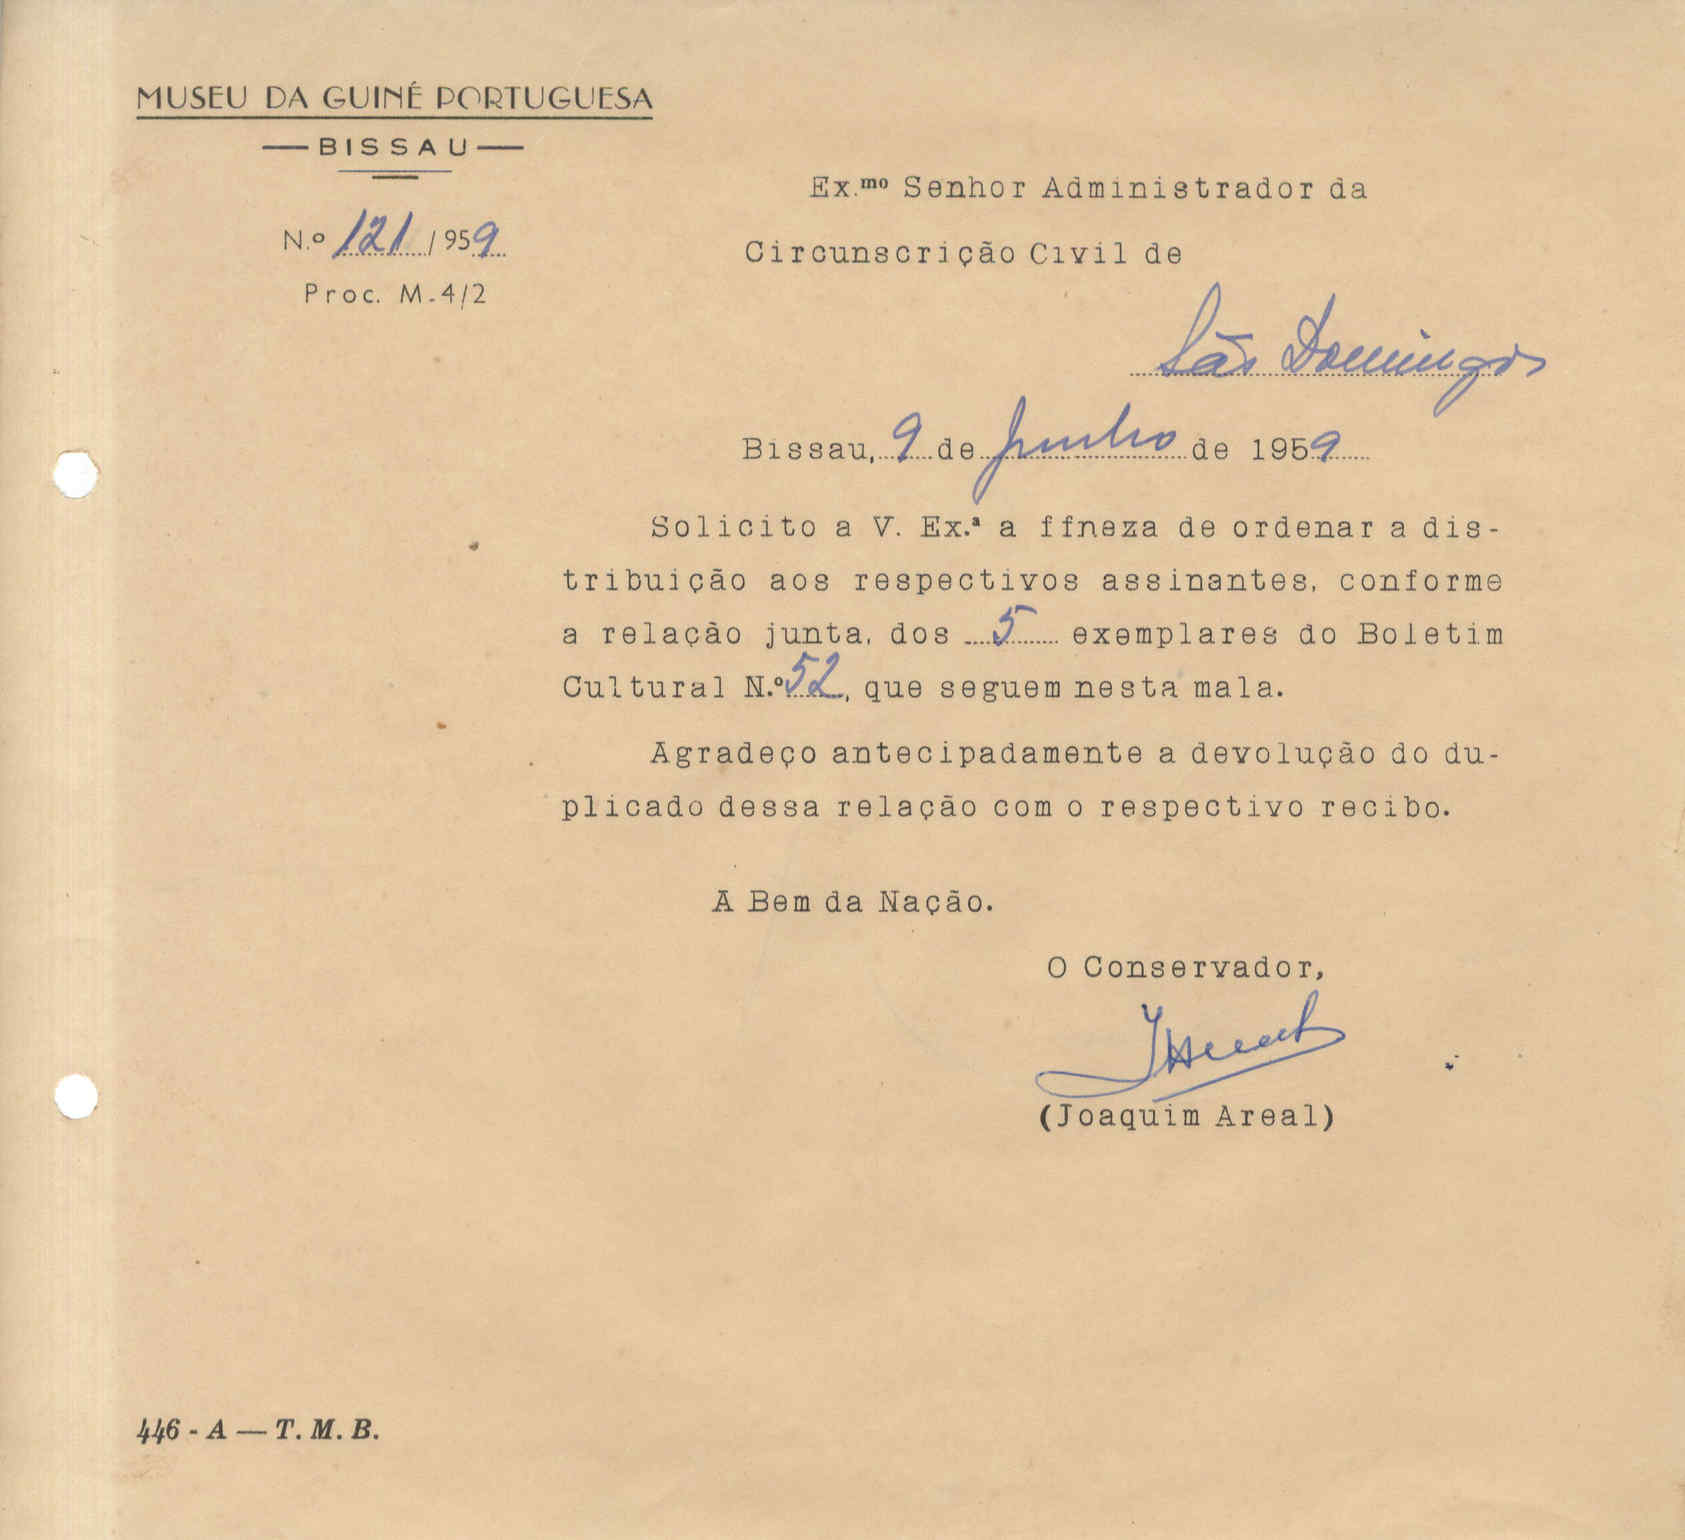 MUSEU DA GUINÉ PORTUGUESA
— BISSAU —
N.º 121 / 959
Proc. M-4/2
Ex.mo Senhor Administrador da
Circunscrição Civil de
São Domingos
Bissau, 9 de Junho de 1959
Solicito a V. Ex.ª a ffneza de ordenar a dis-
tribuição aos respectivos assinantes, conforme
a relação junta, dos 5 exemplares do Boletim
Cultural N.º 52, que seguem nesta mala.
Agradeço antecipadamente a devolução do du-
plicado dessa relação com o respectivo recibo.
A Bem da Nação.
O Conservador,
(Joaquim Areal)
446 - A — T. M. B.